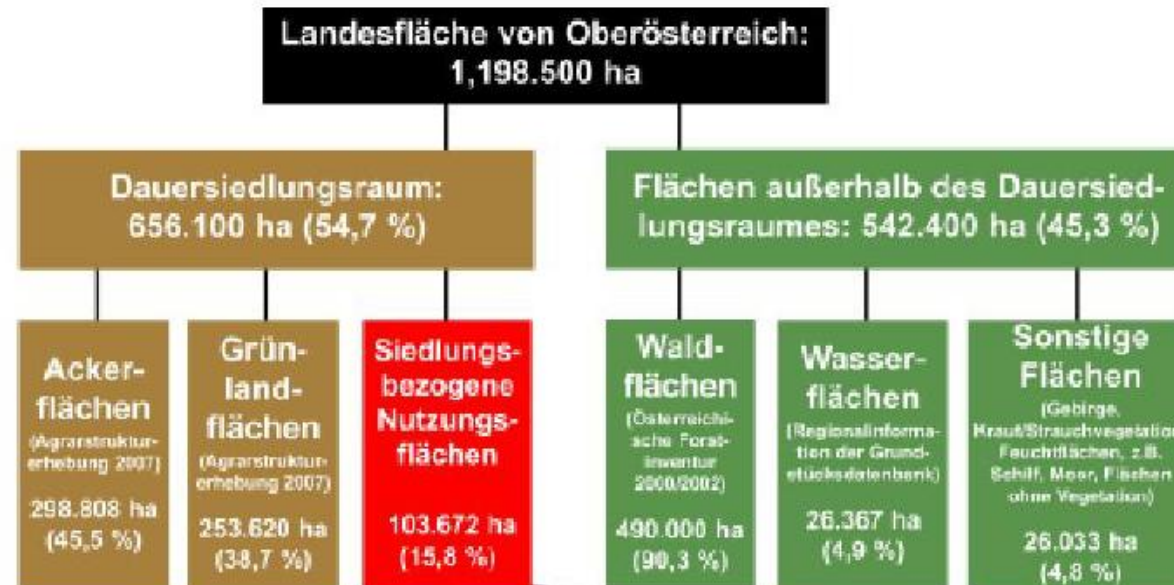 Landesfläche von Oberösterreich:
1,198.500 ha
Dauersiedlungsraum:
656.100 ha (54,7 %)
Flächen außerhalb des Dauersied-
lungsraumes: 542.400 ha (45,3 %)
Acker-
flächen
(Agrarstruktur-
erhebung 2007)
298.808 ha
(45,5 %)
Grün-
land-
flächen
(Agrarstruktur-
erhebung 2007)
253.620 ha
(38,7 %)
Siedlungs-
bezogene
Nutzungs-
flächen
103.672 ha
(15,8 %)
Wald-
flächen
(Österreichi-
sche Forst-
inventur
2000/2002)
490.000 ha
(90,3 %)
Wasser-
flächen
(Regionalinforma-
tion der Grund-
stücksdatenbank)
26.367 ha
(4,9 %)
Sonstige
Flächen
(Gebirge,
Kraut/Strauchvegetation,
Feuchtflächen, z.B.
Schilf, Moor, Flächen
ohne Vegetation)
26.033 ha
(4,8 %)